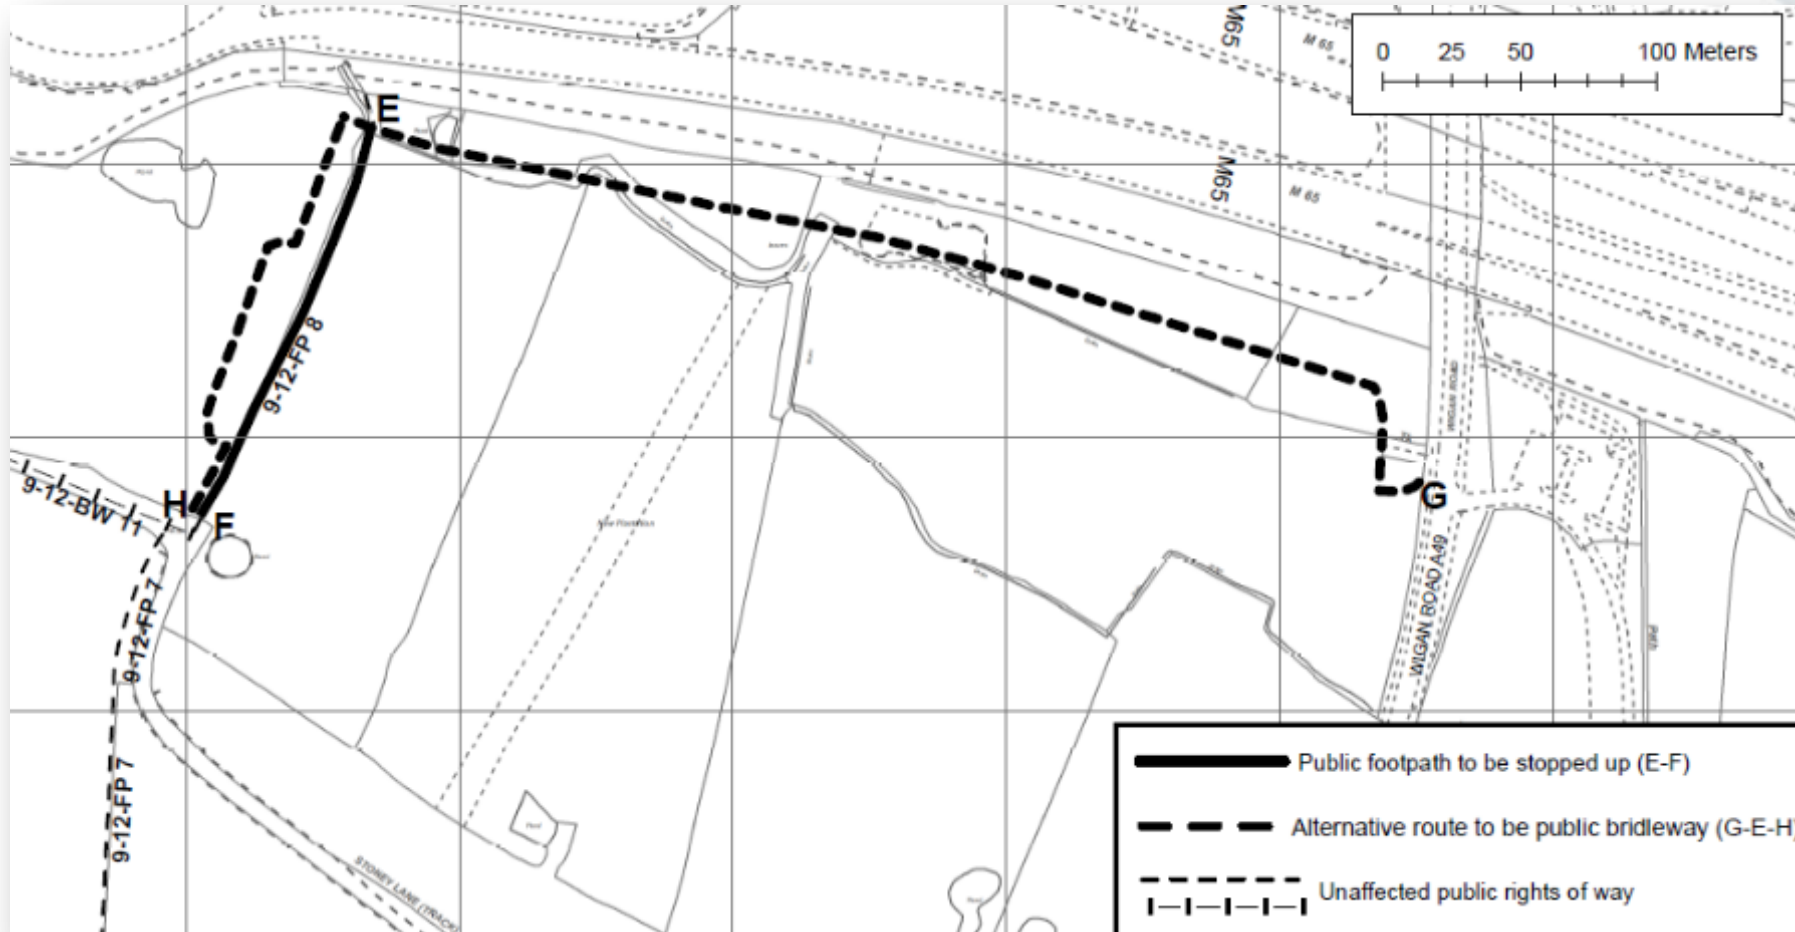 M65
M 65
0 25 50 100 Meters
E
M65
M 65
9-12-FP 8
WIGAN ROAD
H
F
G
9-12-BW 11
9-12-FP 7
WIGAN ROAD A49
Path
9-12-FP 7
STONEY LANE (TRACK)
Public footpath to be stopped up (E-F)
Alternative route to be public bridleway (G-E-H)
Unaffected public rights of way